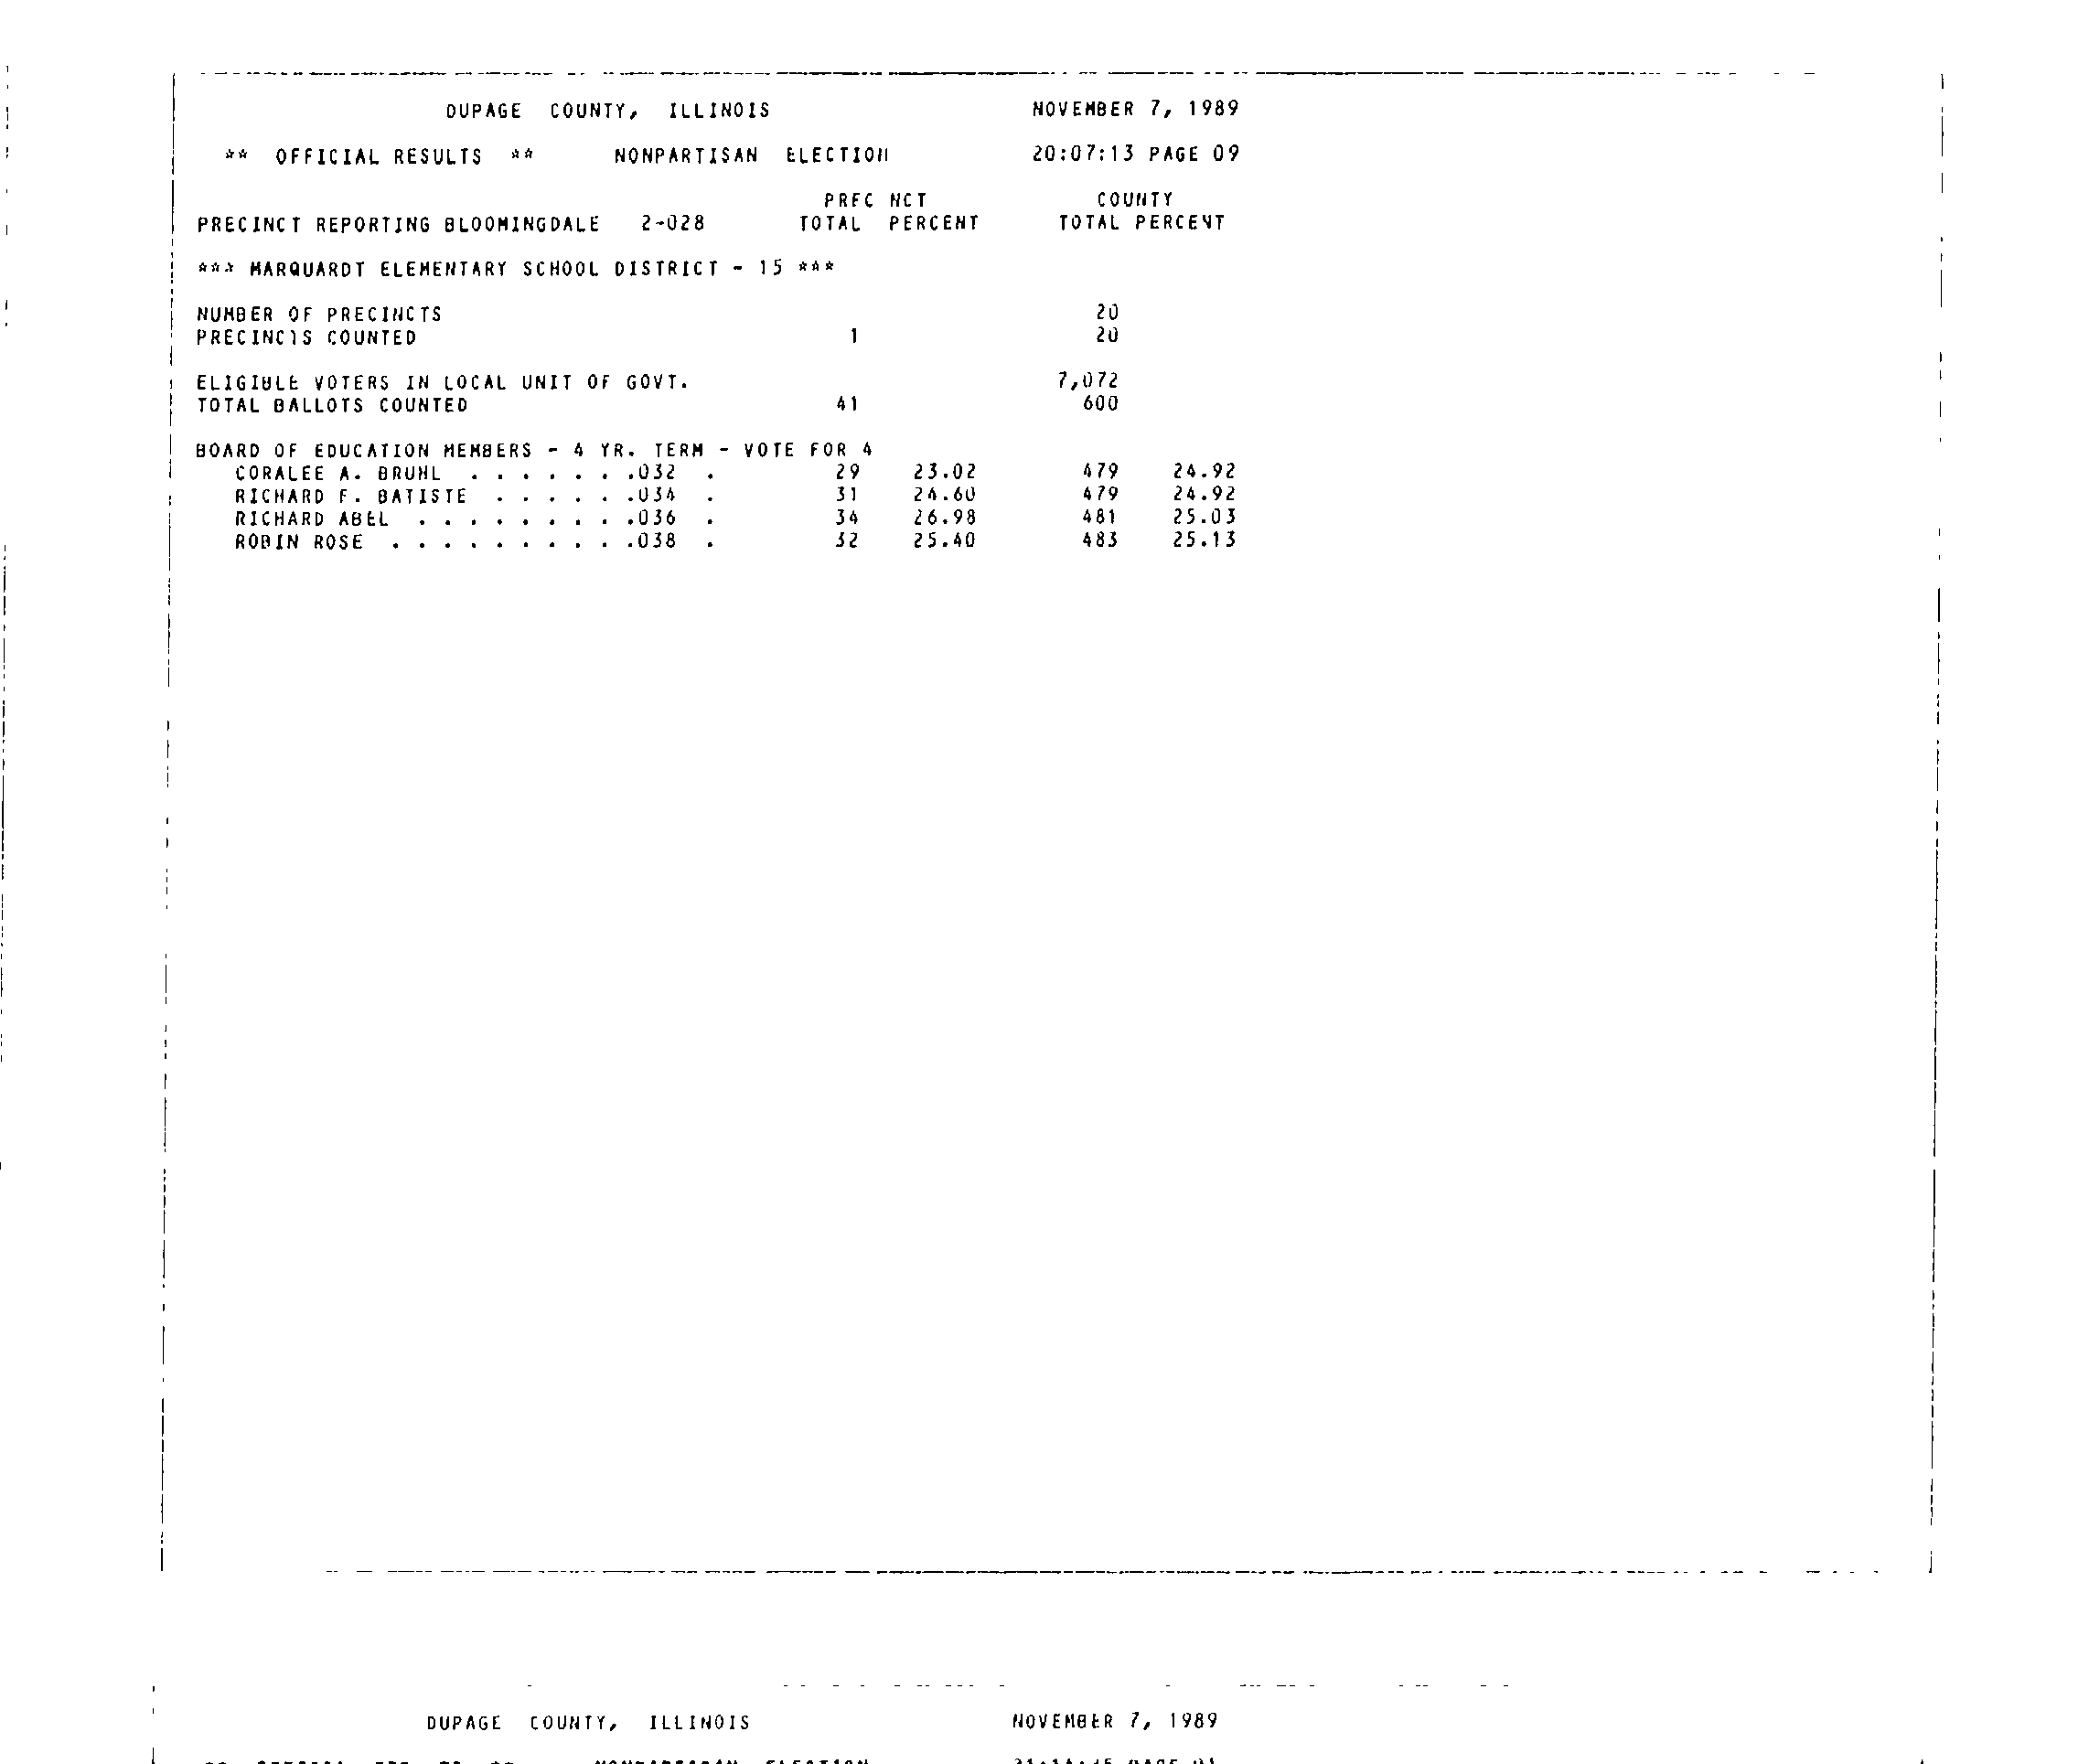 DUPAGE COUNTY, ILLINOIS NOVEMBER 7, 1989
** OFFICIAL RESULTS ** NONPARTISAN ELECTION 20:07:13 PAGE 09
PREC NCT COUNTY
PRECINCT REPORTING BLOOMINGDALE 2-028 TOTAL PERCENT TOTAL PERCENT
*** MARQUARDT ELEMENTARY SCHOOL DISTRICT - 15 ***
NUMBER OF PRECINCTS 20
PRECINCTS COUNTED 1 20
ELIGIBLE VOTERS IN LOCAL UNIT OF GOVT. 7,072
TOTAL BALLOTS COUNTED 41 600
BOARD OF EDUCATION MEMBERS - 4 YR. TERM - VOTE FOR 4
CORALEE A. BRUHL . . . . . . .032 . 29 23.02 479 24.92
RICHARD F. BATISTE . . . . . .034 . 31 24.60 479 24.92
RICHARD ABEL . . . . . . . . .036 . 34 26.98 481 25.03
ROBIN ROSE . . . . . . . . . .038 . 32 25.40 483 25.13
DUPAGE COUNTY, ILLINOIS NOVEMBER 7, 1989
NONPARTISAN ELECTION